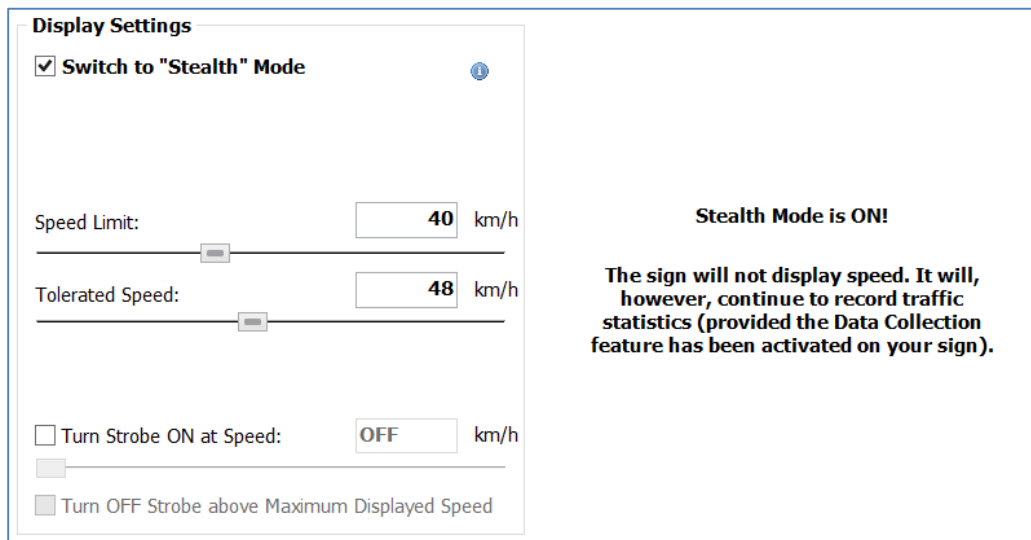 Display Settings
Switch to "Stealth" Mode
Speed Limit: 40 km/h
Tolerated Speed: 48 km/h
Turn Strobe ON at Speed: OFF km/h
Turn OFF Strobe above Maximum Displayed Speed
Stealth Mode is ON!
The sign will not display speed. It will,
however, continue to record traffic
statistics (provided the Data Collection
feature has been activated on your sign).